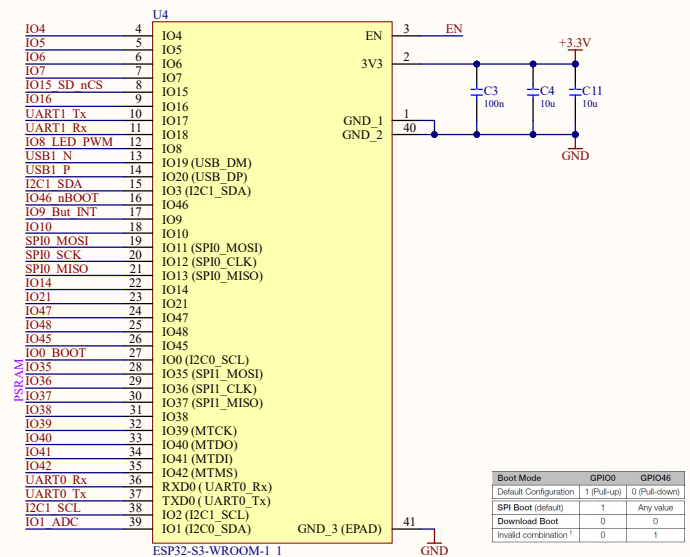 U4
IO4 4 IO4
IO5 5 IO5
IO6 6 IO6
IO7 7 IO7
IO15_SD_nCS 8 IO15
IO16 9 IO16
UART1_Tx 10 IO17
UART1_Rx 11 IO18
IO8_LED_PWM 12 IO8
USB1_N 13 IO19 (USB_DM)
USB1_P 14 IO20 (USB_DP)
I2C1_SDA 15 IO3 (I2C1_SDA)
IO46_nBOOT 16 IO46
IO9_But_INT 17 IO9
IO10 18 IO10
SPI0_MOSI 19 IO11 (SPI0_MOSI)
SPI0_SCK 20 IO12 (SPI0_CLK)
SPI0_MISO 21 IO13 (SPI0_MISO)
IO14 22 IO14
IO21 23 IO21
IO47 24 IO47
IO48 25 IO48
IO45 26 IO45
IO0_BOOT 27 IO0 (I2C0_SCL)
PSRAM
IO35 28 IO35 (SPI1_MOSI)
IO36 29 IO36 (SPI1_CLK)
IO37 30 IO37 (SPI1_MISO)
IO38 31 IO38
IO39 32 IO39 (MTCK)
IO40 33 IO40 (MTDO)
IO41 34 IO41 (MTDI)
IO42 35 IO42 (MTMS)
UART0_Rx 36 RXD0 ( UART0_Rx)
UART0_Tx 37 TXD0 ( UART0_Tx)
I2C1_SCL 38 IO2 (I2C1_SCL)
IO1_ADC 39 IO1 (I2C0_SDA)
ESP32-S3-WROOM-1_1
EN 3 EN
3V3 2
+3.3V
C3
100n
C4
10u
C11
10u
GND_1 1
GND_2 40
GND
GND_3 (EPAD) 41
GND
Boot Mode GPIO0 GPIO46
Default Configuration 1 (Pull-up) 0 (Pull-down)
SPI Boot (default) 1 Any value
Download Boot 0 0
Invalid combination 1 0 1